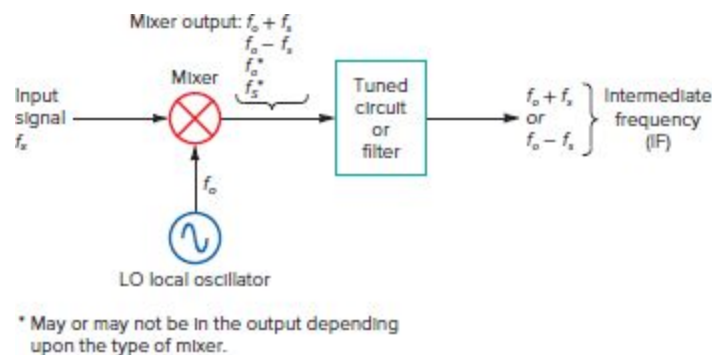 Mixer output: fₒ + fₛ
fₒ – fₛ
fₒ*
fₛ*
Mixer
Input
signal
fₛ
Tuned
circuit
or
filter
fₒ + fₛ
or
fₒ – fₛ
Intermediate
frequency
(IF)
fₒ
LO local oscillator
* May or may not be in the output depending
upon the type of mixer.